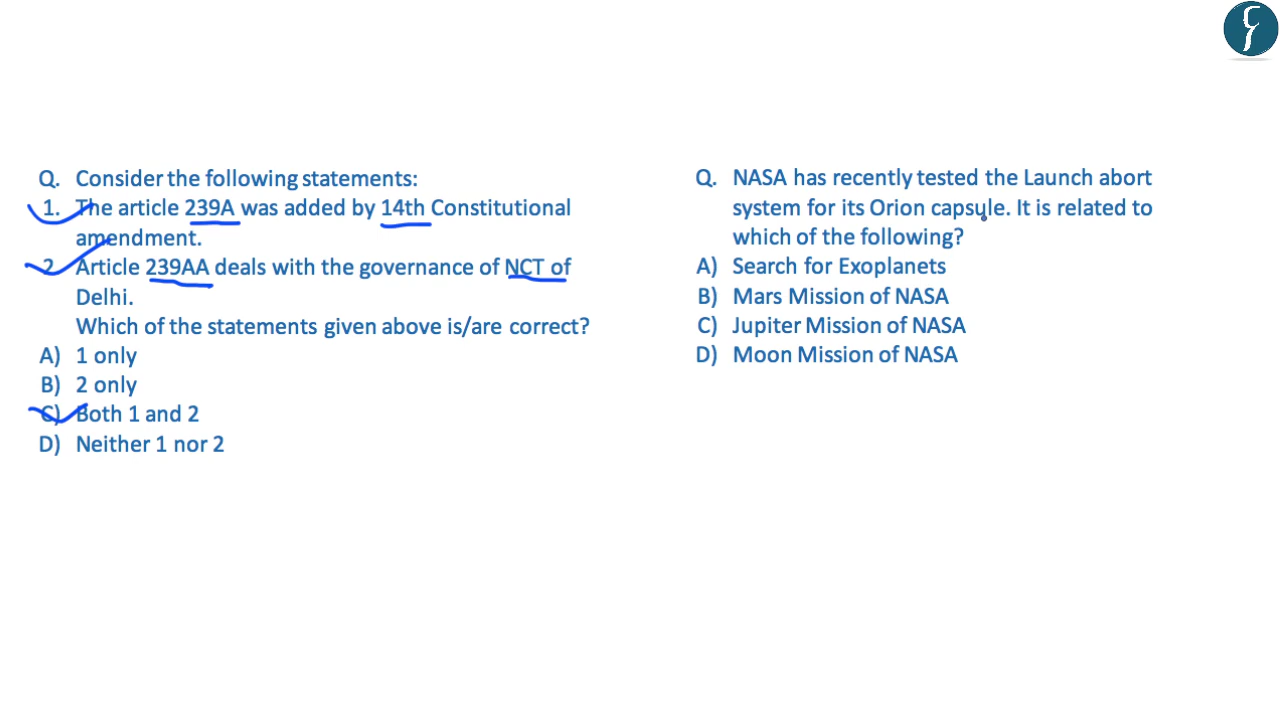 Q. Consider the following statements:
1. The article 239A was added by 14th Constitutional
amendment.
2. Article 239AA deals with the governance of NCT of
Delhi.
Which of the statements given above is/are correct?
A) 1 only
B) 2 only
C) Both 1 and 2
D) Neither 1 nor 2
Q. NASA has recently tested the Launch abort
system for its Orion capsule. It is related to
which of the following?
A) Search for Exoplanets
B) Mars Mission of NASA
C) Jupiter Mission of NASA
D) Moon Mission of NASA